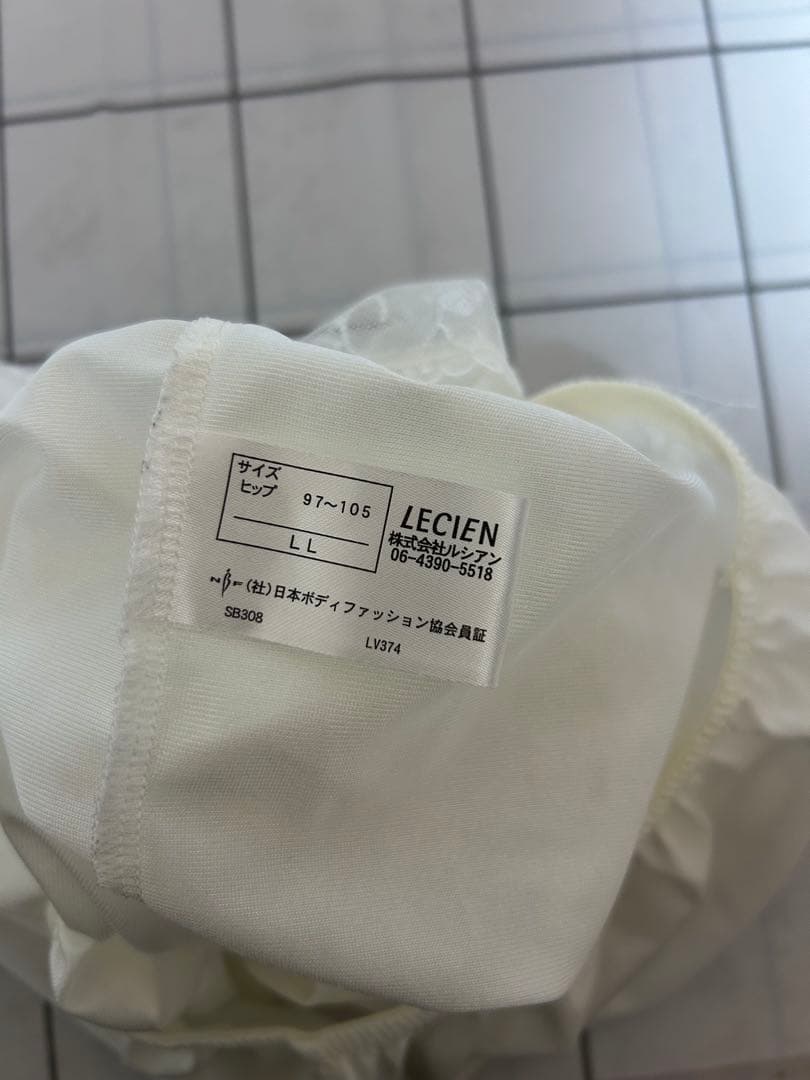 サイズ
ヒップ 97~105
LL
LECIEN
株式会社ルシアン
06-4390-5518
NBF (社)日本ボディファッション協会員証
SB308
LV374